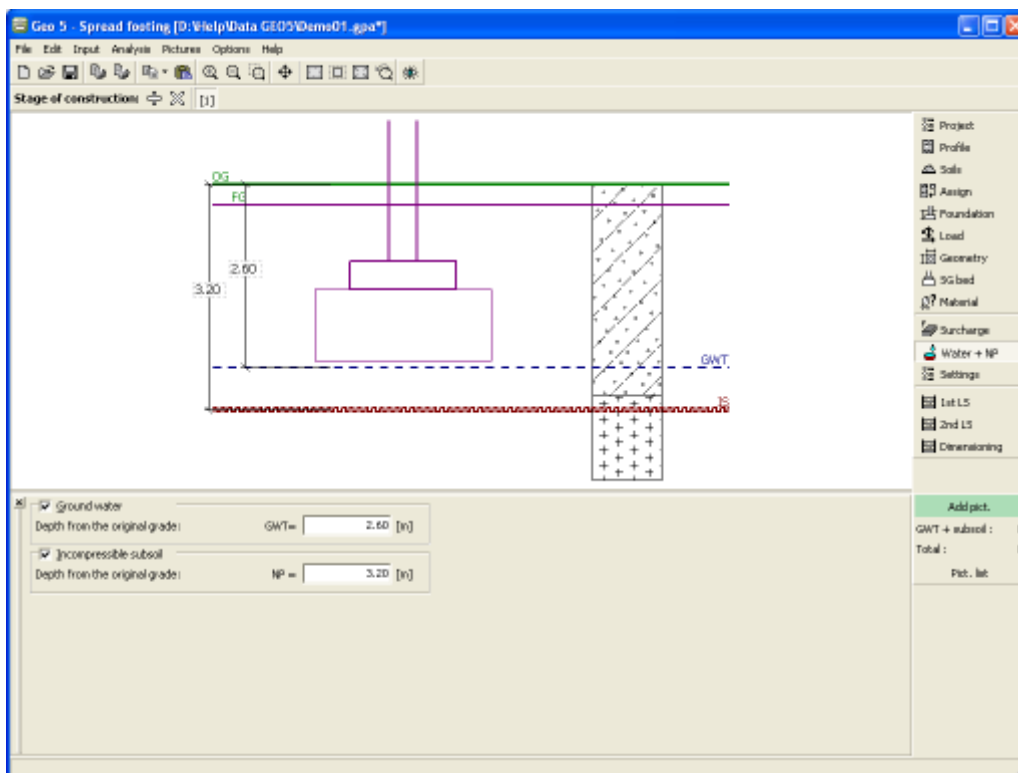 Geo 5 - Spread footing [D:\Help\Data GEO5\Demo01.gpa*]
File Edit Input Analysis Pictures Options Help
Stage of construction: [1]
OG
FG
2.60
3.20
GWT
IS
Project
Profile
Soils
Assign
Foundation
Load
Geometry
SG bed
Material
Surcharge
Water + NP
Settings
1st LS
2nd LS
Dimensioning
Ground water
Depth from the original grade: GWT= 2.60 [m]
Incompressible subsoil
Depth from the original grade: NP = 3.20 [m]
Add pict.
GWT + subsoil :
Total :
Pict. list